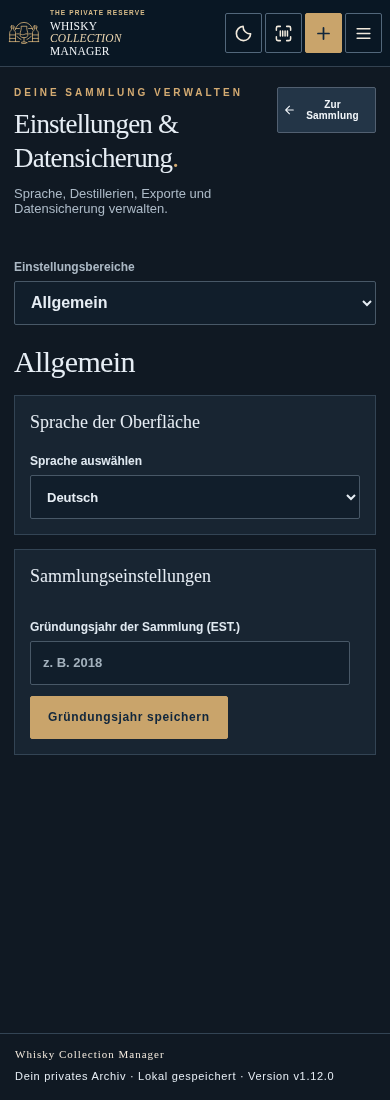 THE PRIVATE RESERVE
WHISKY
COLLECTION
MANAGER
DEINE SAMMLUNG VERWALTEN
Einstellungen &
Datensicherung.
Zur
Sammlung
Sprache, Destillerien, Exporte und
Datensicherung verwalten.
Einstellungsbereiche
Allgemein
Allgemein
Sprache der Oberfläche
Sprache auswählen
Deutsch
Sammlungseinstellungen
Gründungsjahr der Sammlung (EST.)
z. B. 2018
Gründungsjahr speichern
Whisky Collection Manager
Dein privates Archiv · Lokal gespeichert · Version v1.12.0